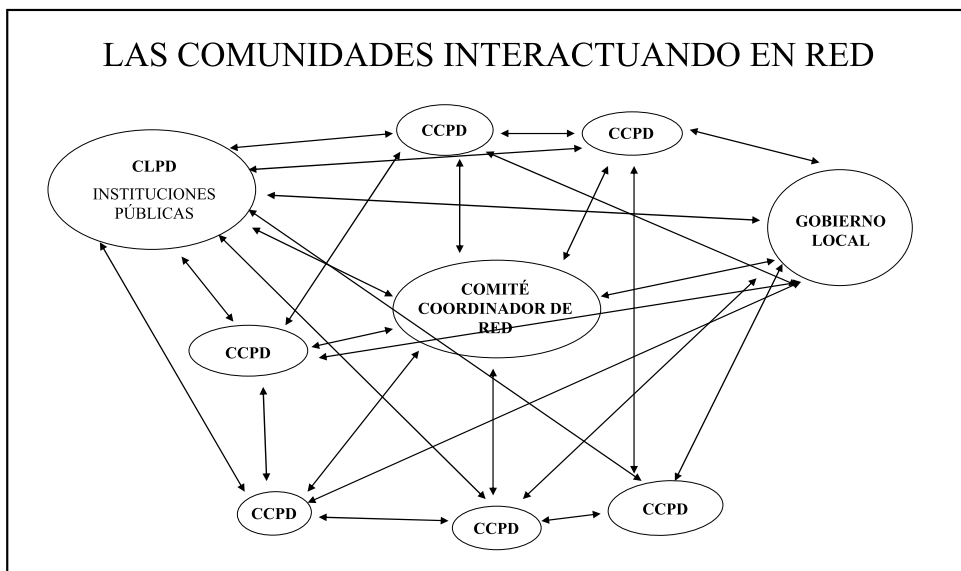 LAS COMUNIDADES INTERACTUANDO EN RED
CCPD
CCPD
CLPD
INSTITUCIONES
PÚBLICAS
GOBIERNO
LOCAL
COMITÉ
COORDINADOR DE
RED
CCPD
CCPD
CCPD
CCPD